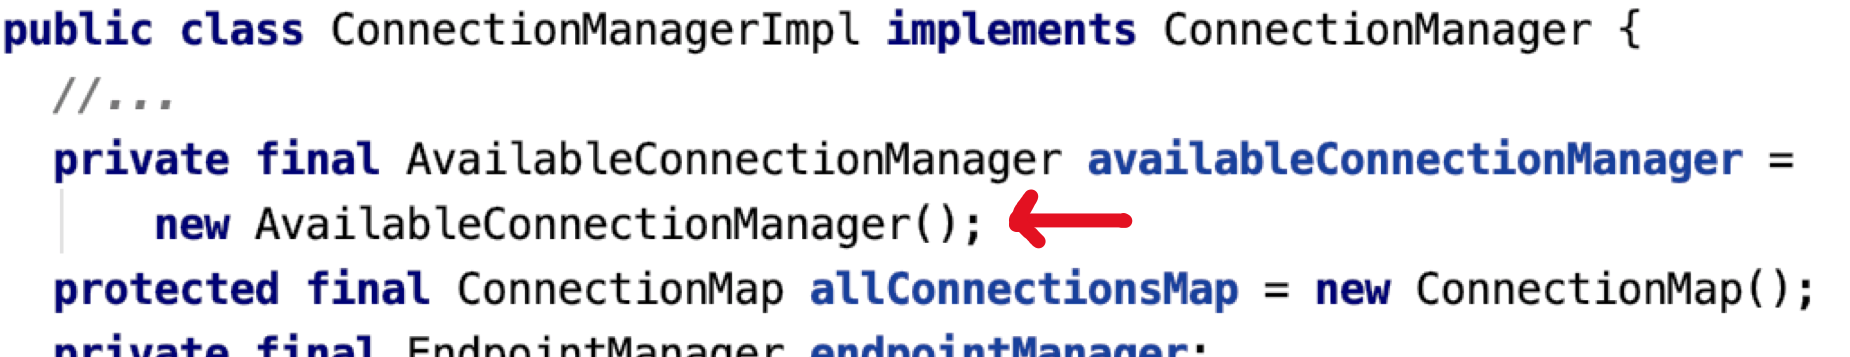 public class ConnectionManagerImpl implements ConnectionManager {
//...
private final AvailableConnectionManager availableConnectionManager =
new AvailableConnectionManager();
protected final ConnectionMap allConnectionsMap = new ConnectionMap();
private final EndpointManager endpointManager;